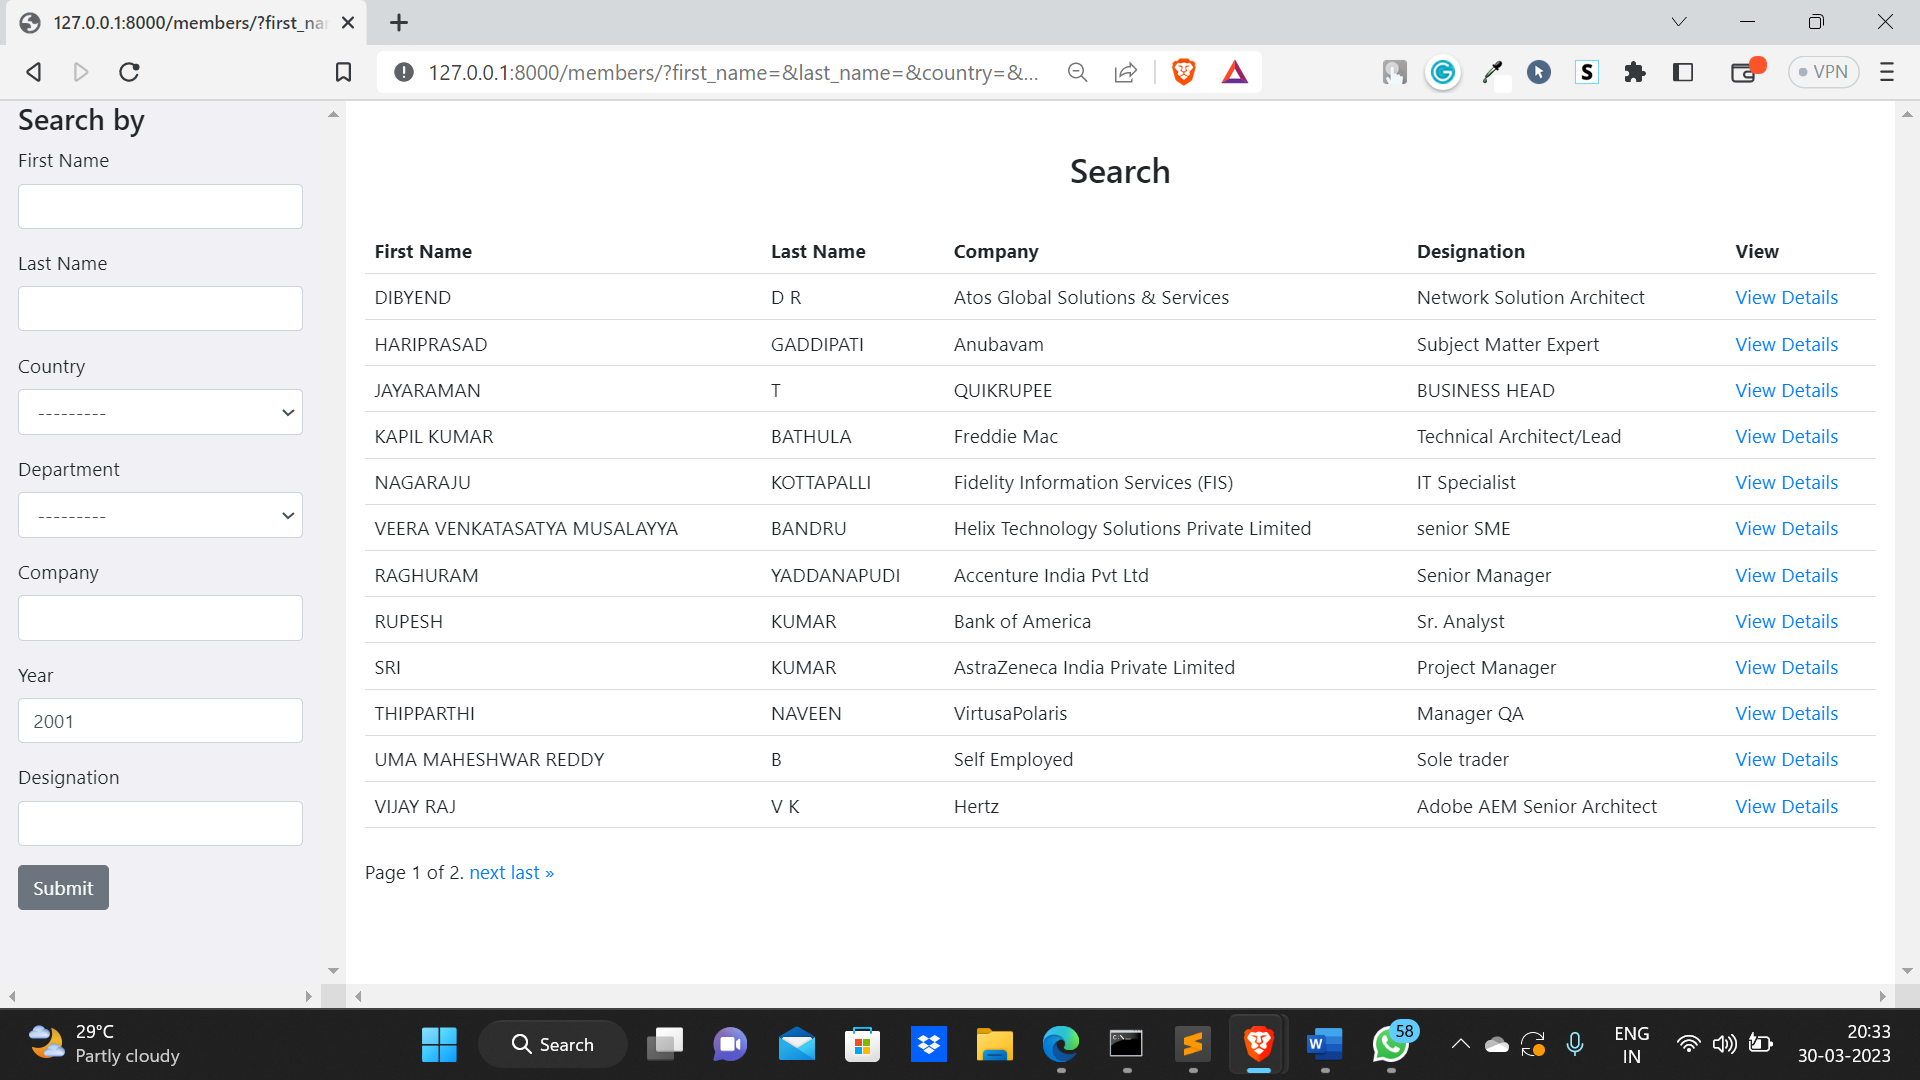 127.0.0.1:8000/members/?first_na
127.0.0.1:8000/members/?first_name=&last_name=&country=&...
VPN
Search by
First Name
Last Name
Country
---------
Department
---------
Company
Year
2001
Designation
Submit
Search
First Name Last Name Company Designation View
DIBYEND D R Atos Global Solutions & Services Network Solution Architect View Details
HARIPRASAD GADDIPATI Anubavam Subject Matter Expert View Details
JAYARAMAN T QUIKRUPEE BUSINESS HEAD View Details
KAPIL KUMAR BATHULA Freddie Mac Technical Architect/Lead View Details
NAGARAJU KOTTAPALLI Fidelity Information Services (FIS) IT Specialist View Details
VEERA VENKATASATYA MUSALAYYA BANDRU Helix Technology Solutions Private Limited senior SME View Details
RAGHURAM YADDANAPUDI Accenture India Pvt Ltd Senior Manager View Details
RUPESH KUMAR Bank of America Sr. Analyst View Details
SRI KUMAR AstraZeneca India Private Limited Project Manager View Details
THIPPARTHI NAVEEN VirtusaPolaris Manager QA View Details
UMA MAHESHWAR REDDY B Self Employed Sole trader View Details
VIJAY RAJ V K Hertz Adobe AEM Senior Architect View Details
Page 1 of 2. next last »
29°C
Partly cloudy
Search
58
ENG
IN
20:33
30-03-2023